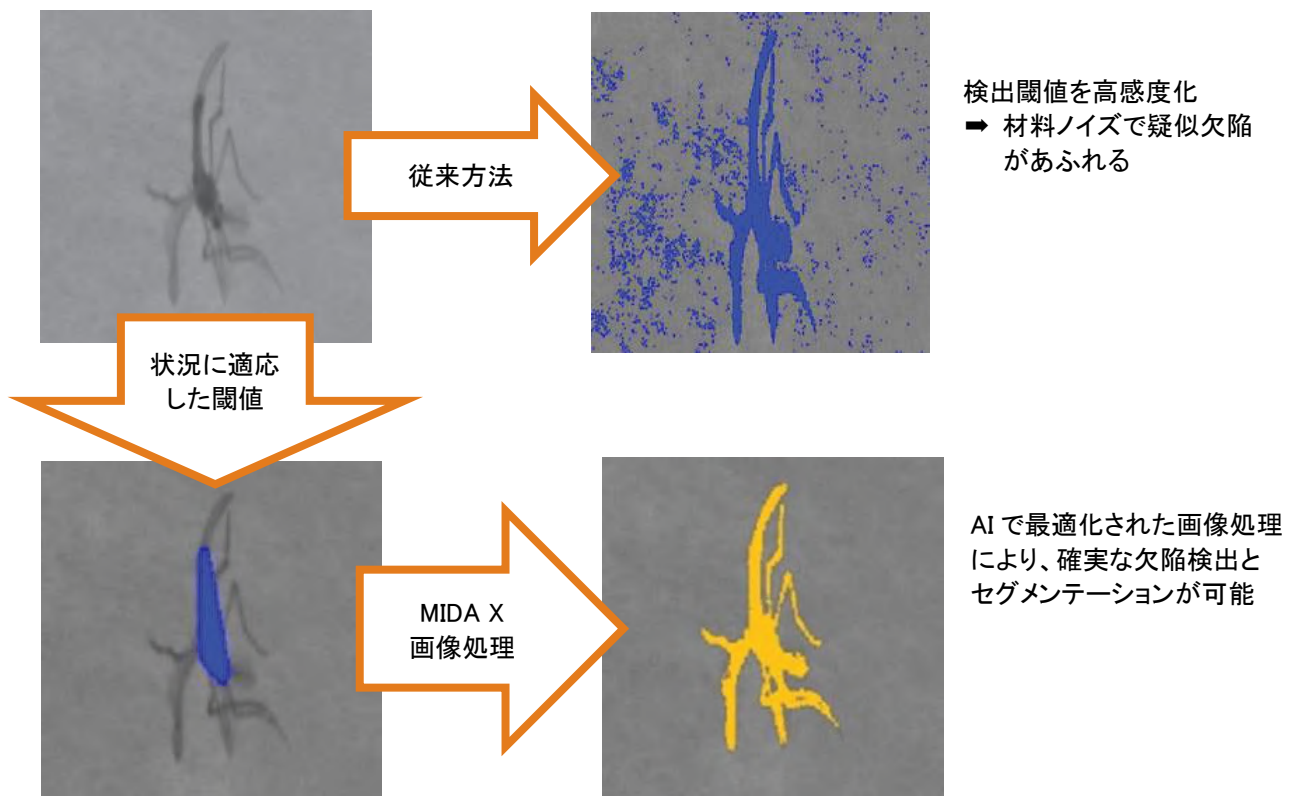 従来方法
検出閾値を高感度化
➡ 材料ノイズで疑似欠陥
があふれる
状況に適応
した閾値
MIDA X
画像処理
AI で最適化された画像処理
により、確実な欠陥検出と
セグメンテーションが可能